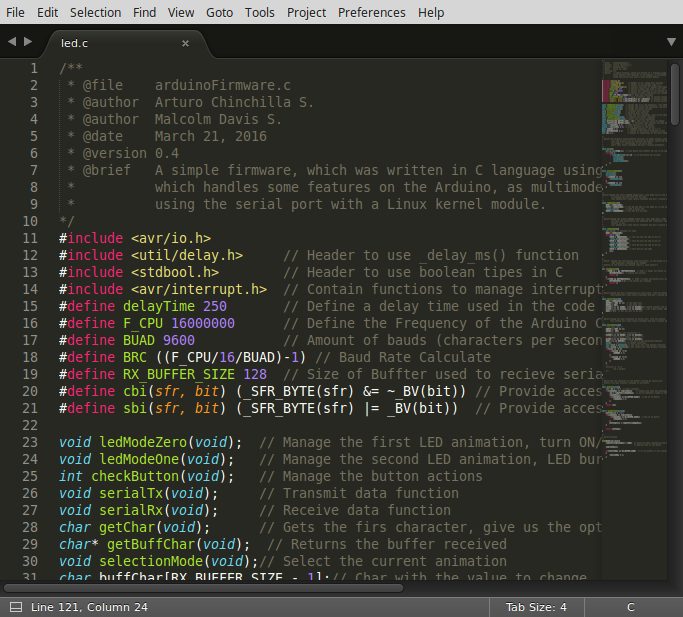 File Edit Selection Find View Goto Tools Project Preferences Help
led.c
1 /**
2 * @file arduinoFirmware.c
3 * @author Arturo Chinchilla S.
4 * @author Malcolm Davis S.
5 * @date March 21, 2016
6 * @version 0.4
7 * @brief A simple firmware, which was written in C language using
8 * which handles some features on the Arduino, as multimode
9 * using the serial port with a Linux kernel module.
10 */
11 #include <avr/io.h>
12 #include <util/delay.h> // Header to use _delay_ms() function
13 #include <stdbool.h> // Header to use boolean tipes in C
14 #include <avr/interrupt.h> // Contain functions to manage interrupt
15 #define delayTime 250 // Define a delay time used in the code
16 #define F_CPU 16000000 // Define the Frequency of the Arduino C
17 #define BUAD 9600 // Amount of bauds (characters per secon
18 #define BRC ((F_CPU/16/BUAD)-1) // Baud Rate Calculate
19 #define RX_BUFFER_SIZE 128 // Size of Buffter used to recieve seria
20 #define cbi(sfr, bit) (_SFR_BYTE(sfr) &= ~_BV(bit)) // Provide acces
21 #define sbi(sfr, bit) (_SFR_BYTE(sfr) |= _BV(bit)) // Provide acces
22
23 void ledModeZero(void); // Manage the first LED animation, turn ON/
24 void ledModeOne(void); // Manage the second LED animation, LED bur
25 int checkButton(void); // Manage the button actions
26 void serialTx(void); // Transmit data function
27 void serialRx(void); // Receive data function
28 char getChar(void); // Gets the firs character, give us the opt
29 char* getBuffChar(void); // Returns the buffer received
30 void selectionMode(void);// Select the current animation
31 char buffChar[RX_BUFFER_SIZE - 1];// Char with the value to change
Line 121, Column 24 Tab Size: 4 C